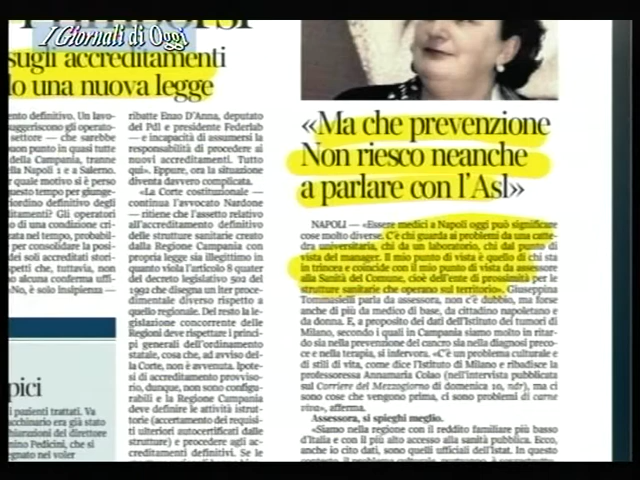 I Giornali di Oggi
sugli accreditamenti
lo una nuova legge
ento definitivo. Un lavo-
suggeriscono gli operato-
settore — che sarebbe
buon punto in quasi tutte
della Campania, tranne
a Napoli 1 e a Salerno.
r quale motivo si è perso
uesto tempo per giunge-
iordino definitivo degli
ditamenti? Gli operatori
o di una condizione cri-
ata nel tempo, probabil-
per consolidare la posi-
dei soli accreditati stori-
spetti che, tuttavia, non
o alcuna conferma uffi-
«No, è solo insipienza —
pici
i pazienti trattati. Va
acchinario era già stato
hiarazioni del direttore
nino Pedicini, che si
egnato nel voler
ribatte Enzo D'Anna, deputato
del Pdl e presidente Federlab
— e incapacità di assumersi la
responsabilità di procedere ai
nuovi accreditamenti. Tutto
qui». Eppure, ora la situazione
diventa davvero complicata.
«La Corte costituzionale —
continua l'avvocato Nardone
— ritiene che l'assetto relativo
all'accreditamento definitivo
delle strutture sanitarie creato
dalla Regione Campania con
propria legge sia illegittimo in
quanto viola l'articolo 8 quater
del decreto legislativo 502 del
1992 che disegna un iter proce-
dimentale diverso rispetto a
quello regionale. Del resto la le-
gislazione concorrente delle
Regioni deve rispettare i princi-
pi generali dell'ordinamento
statale, cosa che, ad avviso del-
la Corte, non è avvenuta. Ipote-
si di accreditamento provviso-
rio, dunque, non sono configu-
rabili e la Regione Campania
deve definire le attività istrut-
torie (accertamento dei requisi-
ti ulteriori autocertificati dalle
strutture) e procedere agli ac-
creditamenti definitivi. Se le
«Ma che prevenzione
Non riesco neanche
a parlare con l'Asl»
NAPOLI — «Essere medici a Napoli oggi può significare
cose molto diverse. C'è chi guarda ai problemi da una catte-
dra universitaria, chi da un laboratorio, chi dal punto di
vista del manager. Il mio punto di vista è quello di chi sta
in trincea e coincide con il mio punto di vista da assessore
alla Sanità del Comune, cioè dell'ente di prossimità per le
strutture sanitarie che operano sul territorio». Giuseppina
Tommasielli parla da assessora, non c'è dubbio, ma forse
anche di più da medico di base, da cittadino napoletano e
da donna. E, a proposito dei dati dell'Istituto dei tumori di
Milano, secondo i quali in Campania siamo molto in ritar-
do sia nella prevenzione del cancro sia nella diagnosi preco-
ce e nella terapia, si infervora. «C'è un problema culturale e
di stili di vita, come dice l'Istituto di Milano e ribadisce la
professoressa Annamaria Colao (nell'intervista pubblicata
sul Corriere del Mezzogiorno di domenica 10, ndr), ma ci
sono cose che vengono prima, ci sono problemi di carne
viva», afferma.
Assessora, si spieghi meglio.
«Siamo nella regione con il reddito familiare più basso
d'Italia e con il più alto accesso alla sanità pubblica. Ecco,
anche io cito dati, sono quelli ufficiali dell'Istat. In questo